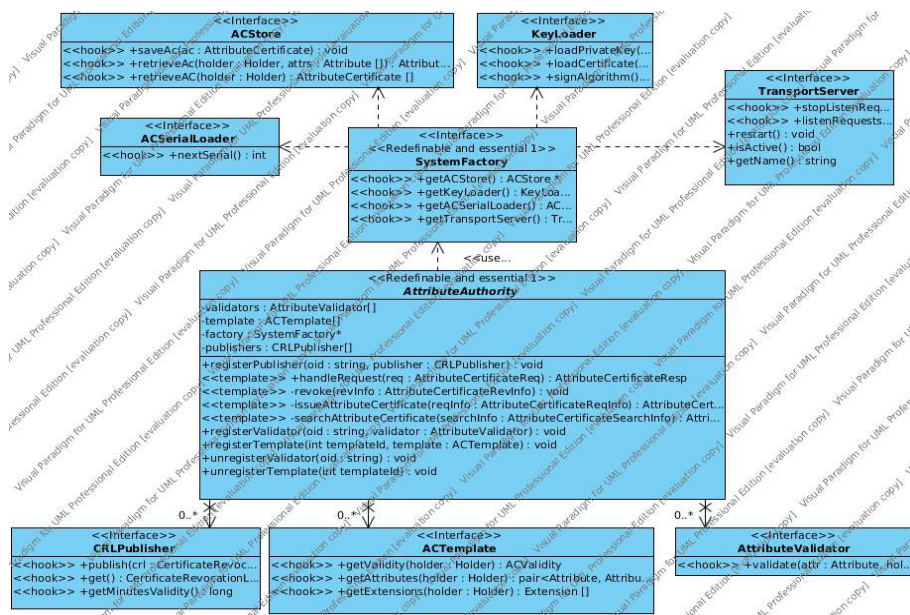 <<Interface>>
ACStore
<<hook>> +saveAc(ac : AttributeCertificate) : void
<<hook>> +retrieveAc(holder : Holder, attrs : Attribute []) : Attribut...
<<hook>> +retrieveAC(holder : Holder) : AttributeCertificate []
<<Interface>>
KeyLoader
<<hook>> +loadPrivateKey(...
<<hook>> +loadCertificate(...
<<hook>> +signAlgorithm()...
<<Interface>>
TransportServer
<<hook>> +stopListenReq...
<<hook>> +listenRequests...
+restart() : void
+isActive() : bool
+getName() : string
<<Interface>>
ACSerialLoader
<<hook>> +nextSerial() : int
<<Interface>>
<<Redefinable and essential 1>>
SystemFactory
<<hook>> +getACStore() : ACStore *
<<hook>> +getKeyLoader() : KeyLoa...
<<hook>> +getACSerialLoader() : AC...
<<hook>> +getTransportServer() : Tr...
<<use...
<<Redefinable and essential 1>>
AttributeAuthority
-validators : AttributeValidator[]
-template : ACTemplate[]
-factory : SystemFactory*
-publishers : CRLPublisher[]
+registerPublisher(oid : string, publisher : CRLPublisher) : void
<<template>> +handleRequest(req : AttributeCertificateReq) : AttributeCertificateResp
<<template>> -revoke(revInfo : AttributeCertificateRevInfo) : void
<<template>> -issueAttributeCertificate(reqInfo : AttributeCertificateReqInfo) : AttributeCert...
<<template>> -searchAttributeCertificate(searchInfo : AttributeCertificateSearchInfo) : Attri...
+registerValidator(oid : string, validator : AttributeValidator) : void
+registerTemplate(int templateId, template : ACTemplate) : void
+unregisterValidator(oid : string) : void
+unregisterTemplate(int templateId) : void
0..*
0..*
0..*
<<Interface>>
CRLPublisher
<<hook>> +publish(crl : CertificateRevoc...
<<hook>> +get() : CertificateRevocationL...
<<hook>> +getMinutesValidity() : long
<<Interface>>
ACTemplate
<<hook>> +getValidity(holder : Holder) : ACValidity
<<hook>> +getAttributes(holder : Holder) : pair<Attribute, Attribu...
<<hook>> +getExtensions(holder : Holder) : Extension []
<<Interface>>
AttributeValidator
<<hook>> +validate(attr : Attribute, hol...
Visual Paradigm for UML Professional Edition [evaluation copy]